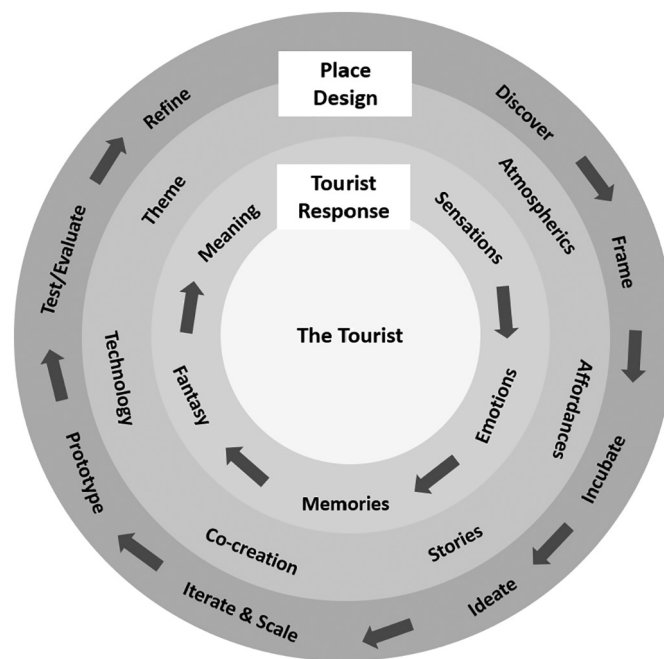 Place
Design
Discover
Frame
Incubate
Ideate
Iterate & Scale
Prototype
Test/Evaluate
Refine
Atmospherics
Affordances
Stories
Co-creation
Technology
Theme
Tourist
Response
Sensations
Emotions
Memories
Fantasy
Meaning
The Tourist